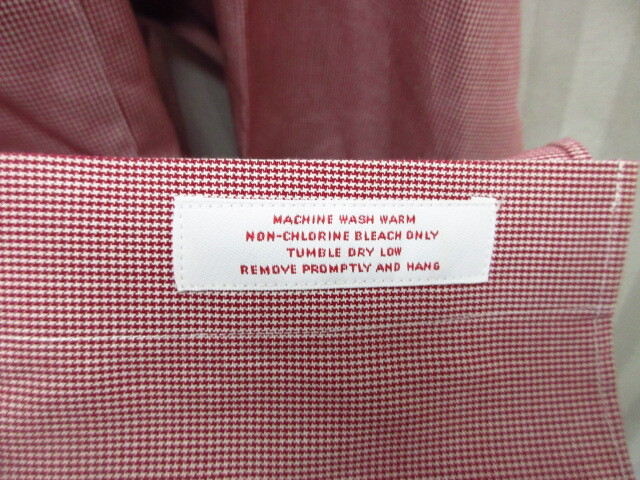 MACHINE WASH WARM
NON-CHLORINE BLEACH ONLY
TUMBLE DRY LOW
REMOVE PROMPTLY AND HANG